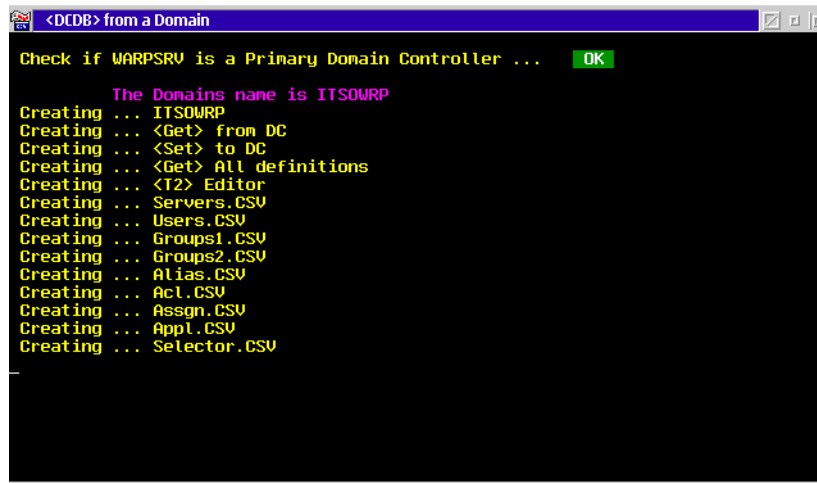 <DCDB> from a Domain
Check if WARPSRV is a Primary Domain Controller ... OK
The Domains name is ITSOWRP
Creating ... ITSOWRP
Creating ... <Get> from DC
Creating ... <Set> to DC
Creating ... <Get> All definitions
Creating ... <T2> Editor
Creating ... Servers.CSV
Creating ... Users.CSV
Creating ... Groups1.CSV
Creating ... Groups2.CSV
Creating ... Alias.CSV
Creating ... Acl.CSV
Creating ... Assgn.CSV
Creating ... Appl.CSV
Creating ... Selector.CSV